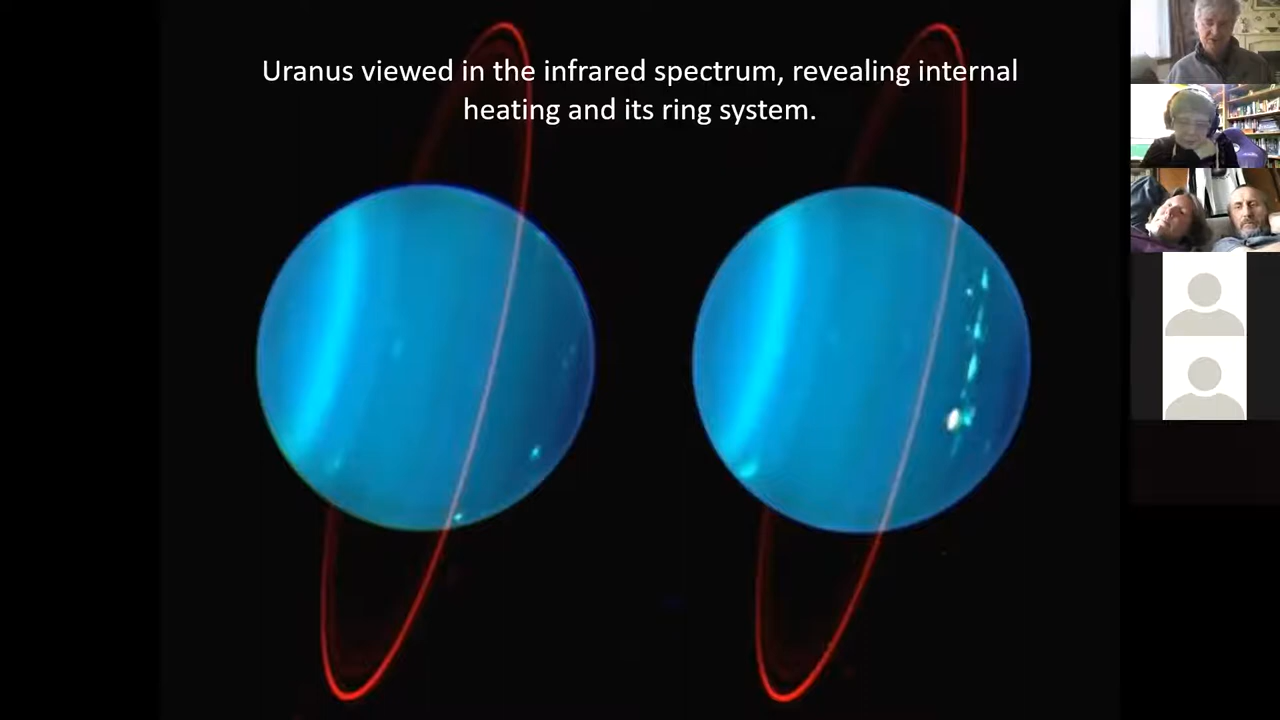 Uranus viewed in the infrared spectrum, revealing internal
heating and its ring system.